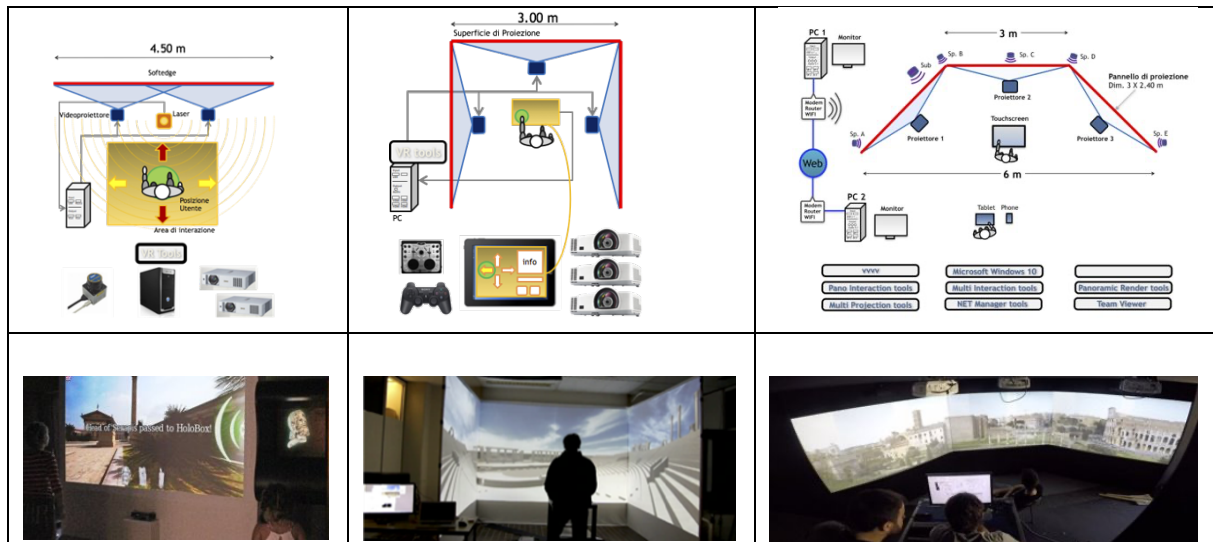 4.50 m
Softedge
Videoproiettore
Laser
Posizione
Utente
Area di Interazione
VR Tools
3.00 m
Superficie di Proiezione
VR tools
PC
Info
PC 1
Monitor
3 m
Sp. B
Sp. C
Sp. D
Sub
Pannello di proiezione
Dim. 3 X 2.40 m
Proiettore 2
Modem
Router
WIFI
Touchscreen
Sp. A
Proiettore 1
Proiettore 3
Sp. E
Web
6 m
Modem
Router
WIFI
PC 2
Monitor
Tablet
Phone
vvvv
Microsoft Windows 10
Pano Interaction tools
Multi Interaction tools
Panoramic Render tools
Multi Projection tools
NET Manager tools
Team Viewer
Head of Serapis passed to HoloBox!